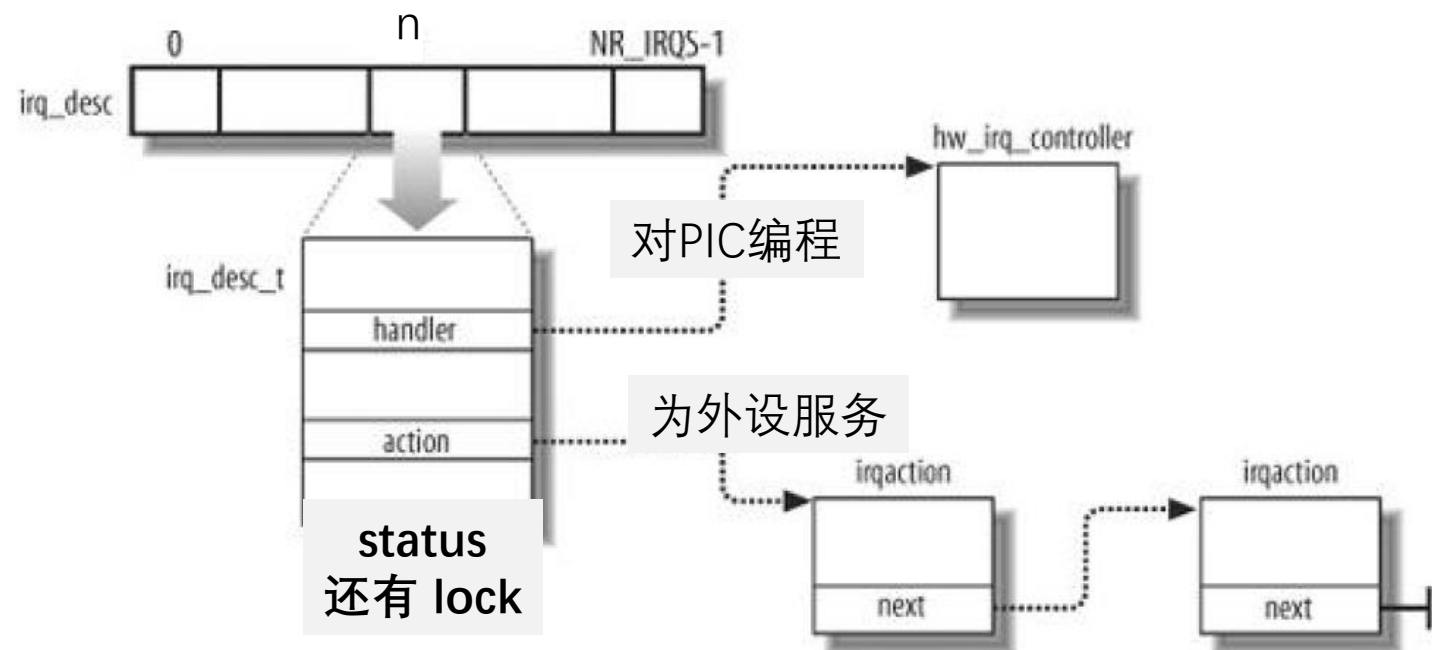 n
0
NR_IRQS-1
irq_desc
hw_irq_controller
对PIC编程
irq_desc_t
handler
为外设服务
action
irqaction
irqaction
status
还有 lock
next
next